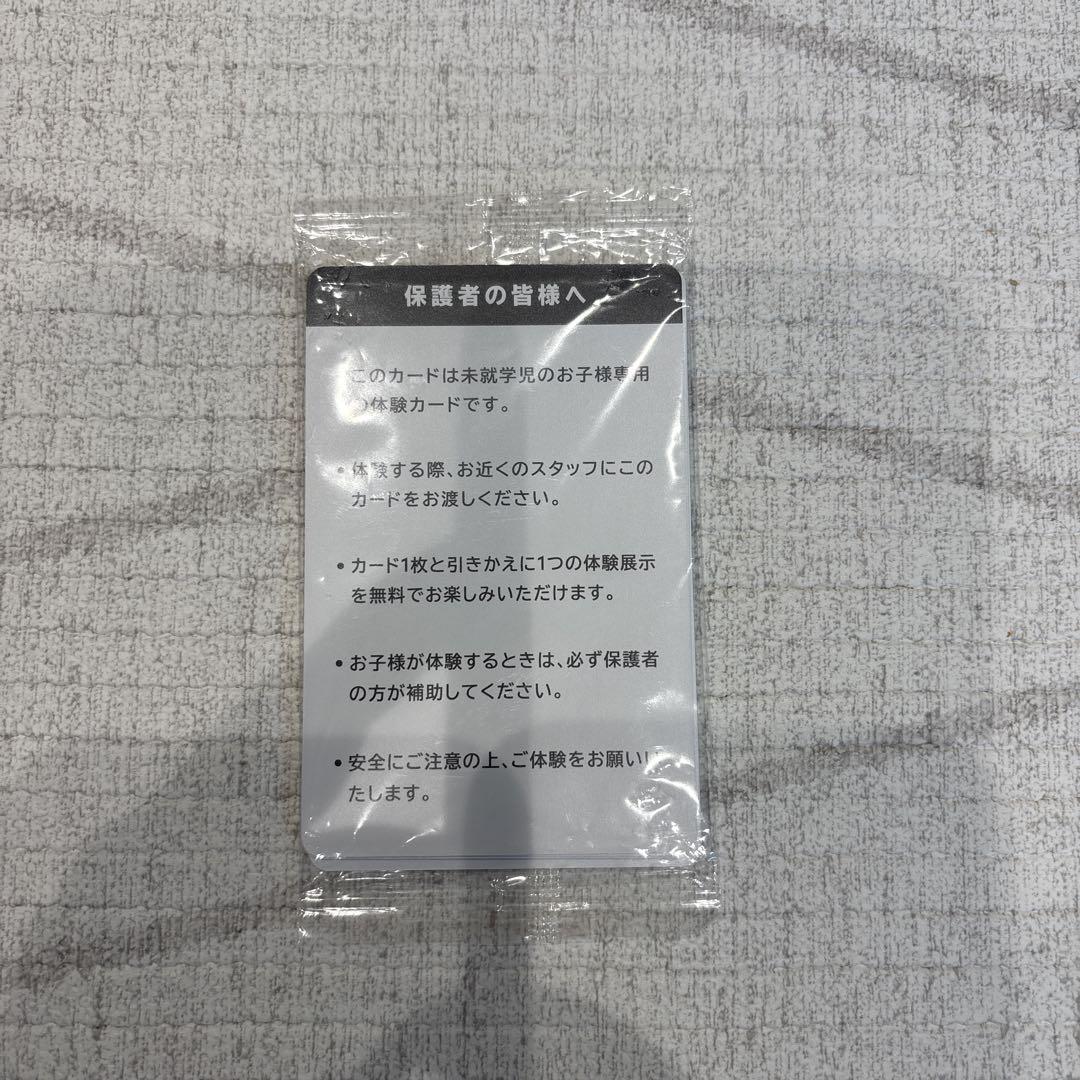 保護者の皆様へ
このカードは未就学児のお子様専用
の体験カードです。
• 体験する際、お近くのスタッフにこの
カードをお渡しください。
• カード1枚と引きかえに1つの体験展示
を無料でお楽しみいただけます。
• お子様が体験するときは、必ず保護者
の方が補助してください。
• 安全にご注意の上、ご体験をお願いい
たします。